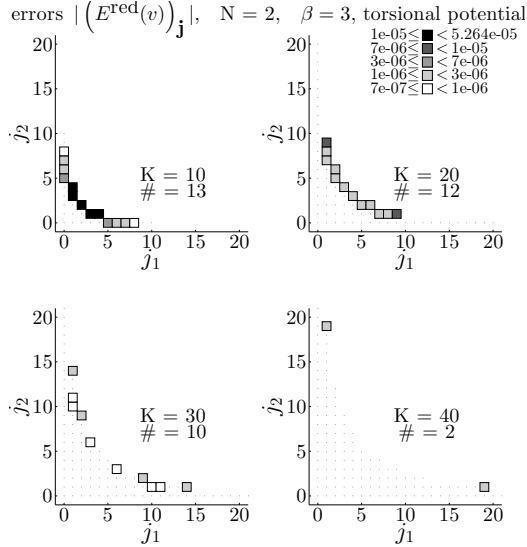 errors | (E^red(v))_j |, N = 2, β = 3, torsional potential
1e-05≤ <5.264e-05
7e-06≤ <1e-05
3e-06≤ <7e-06
1e-06≤ <3e-06
7e-07≤ <1e-06
20
15
10
5
0
j₂
K = 10
# = 13
0 5 10 15 20
j₁
20
15
10
5
0
j₂
K = 20
# = 12
0 5 10 15 20
j₁
20
15
10
5
0
j₂
K = 30
# = 10
0 5 10 15 20
j₁
20
15
10
5
0
j₂
K = 40
# = 2
0 5 10 15 20
j₁